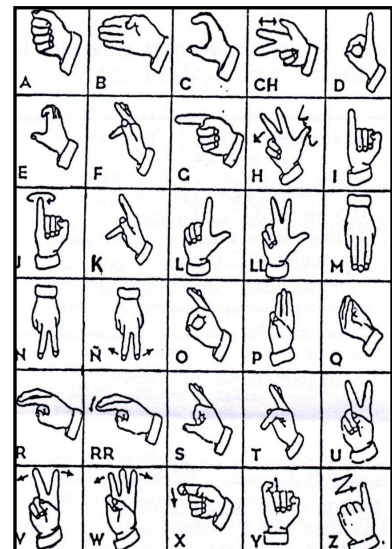 A B C CH D
E F G H I
J K L LL M
N Ñ O P Q
R RR S T U
V W X Y Z